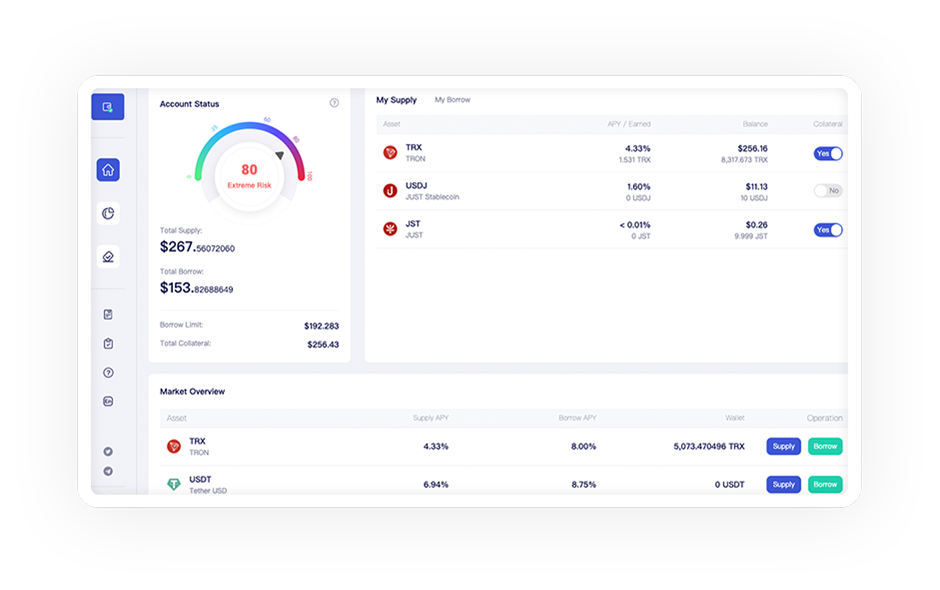 Account Status
0
35
60
80
100
80
Extreme Risk
Total Supply:
$267.56072060
Total Borrow:
$153.82688649
Borrow Limit: $192.283
Total Collateral: $256.43
My Supply My Borrow
Asset APY / Earned Balance Collateral
TRX 4.33% $256.16 Yes
TRON 1.531 TRX 8,317.673 TRX
USDJ 1.60% $11.13 No
JUST Stablecoin 0 USDJ 10 USDJ
JST < 0.01% $0.26 Yes
JUST 0 JST 9.999 JST
Market Overview
Asset Supply APY Borrow APY Wallet Operation
TRX 4.33% 8.00% 5,073.470496 TRX Supply Borrow
TRON
USDT 6.94% 8.75% 0 USDT Supply Borrow
Tether USD
En